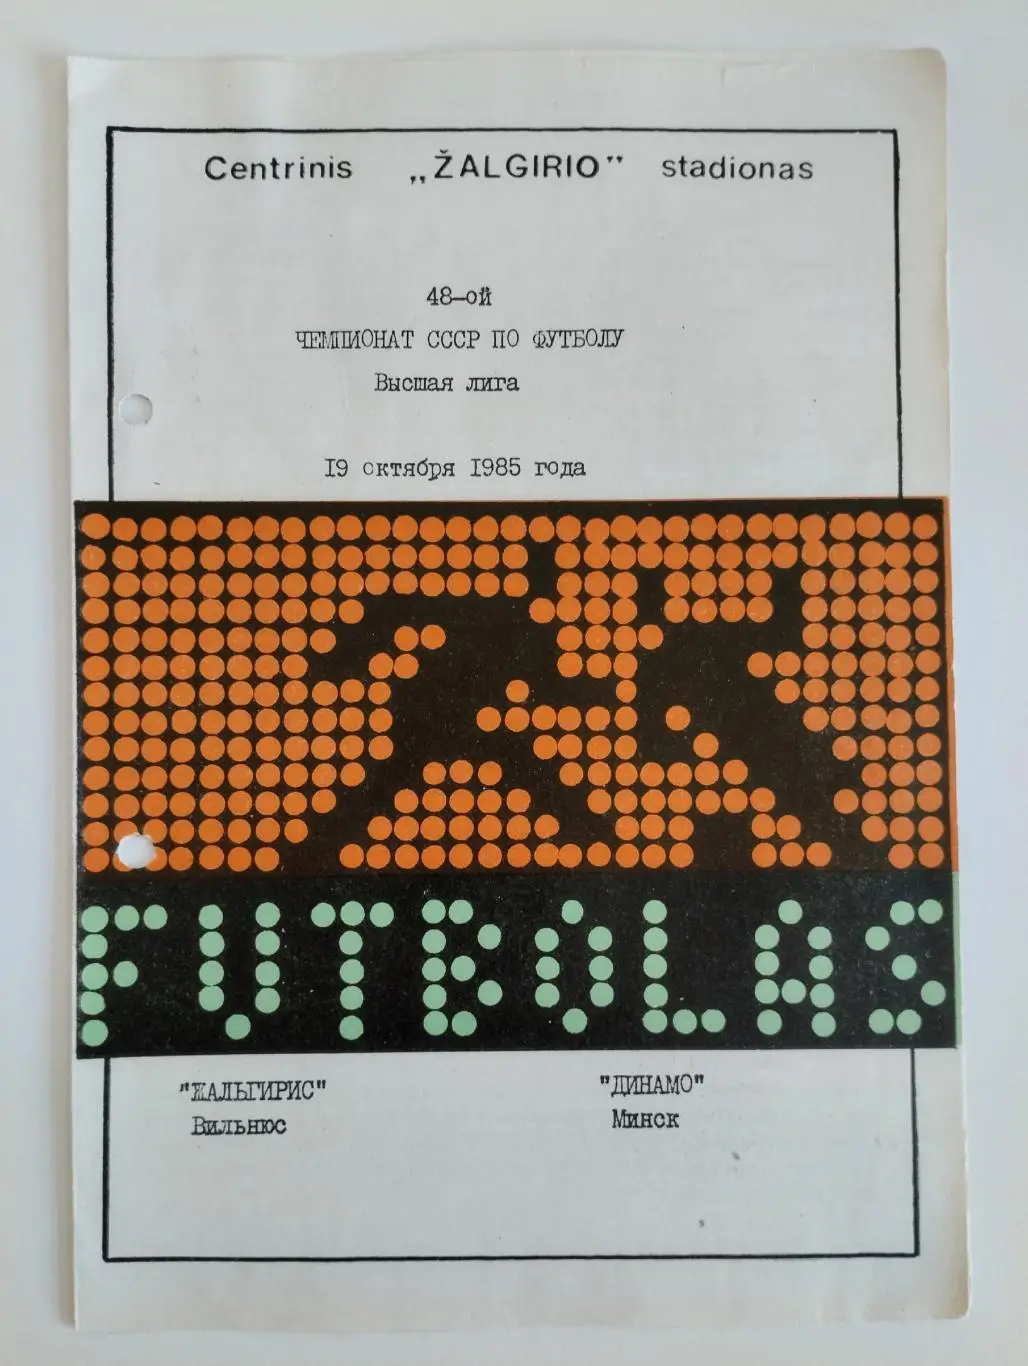 Centrinis „ŽALGIRIO” stadionas
48-ой
ЧЕМПИОНАТ СССР ПО ФУТБОЛУ
Высшая лига
19 октября 1985 года
FUTBOLAS
"ЖАЛЬГИРИС" "ДИНАМО"
Вильнюс Минск